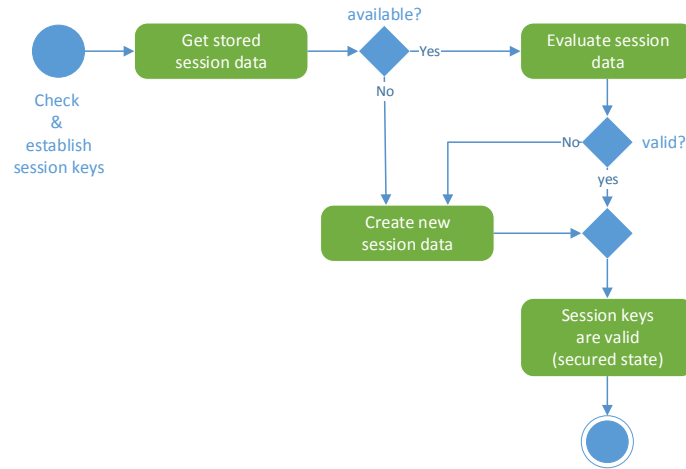 available?
Get stored
session data
Yes
Evaluate session
data
Check
&
establish
session keys
No
No
valid?
yes
Create new
session data
Session keys
are valid
(secured state)